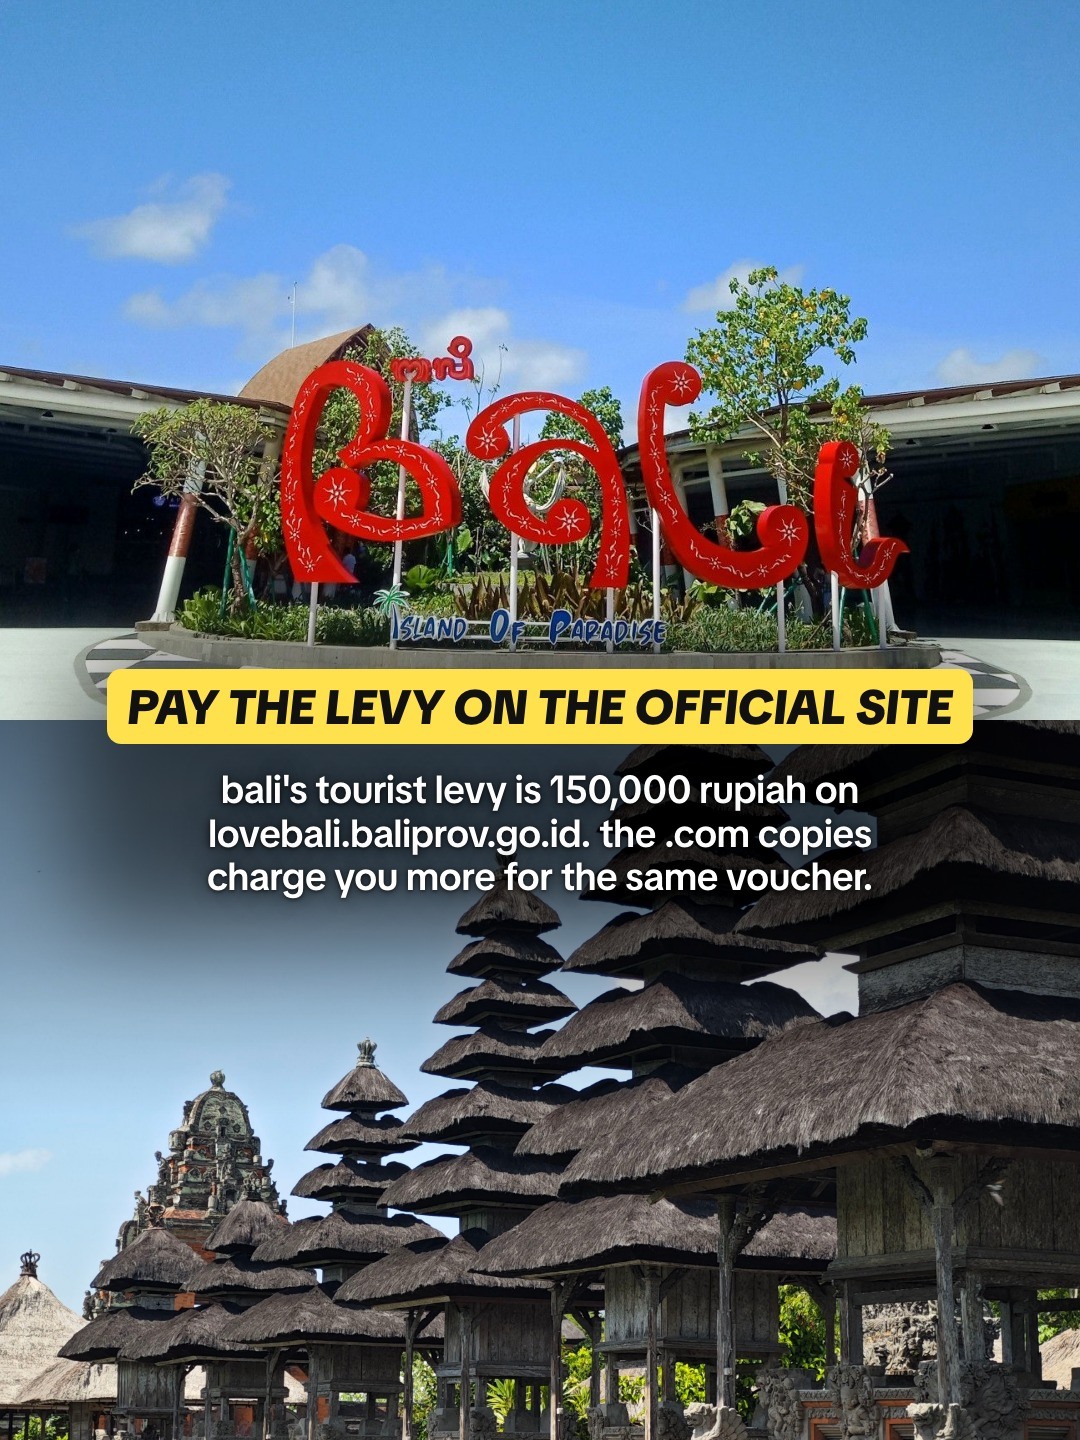 ᬩᬮᬶ
Bali
ISLAND OF PARADISE
PAY THE LEVY ON THE OFFICIAL SITE
bali's tourist levy is 150,000 rupiah on
lovebali.baliprov.go.id. the .com copies
charge you more for the same voucher.